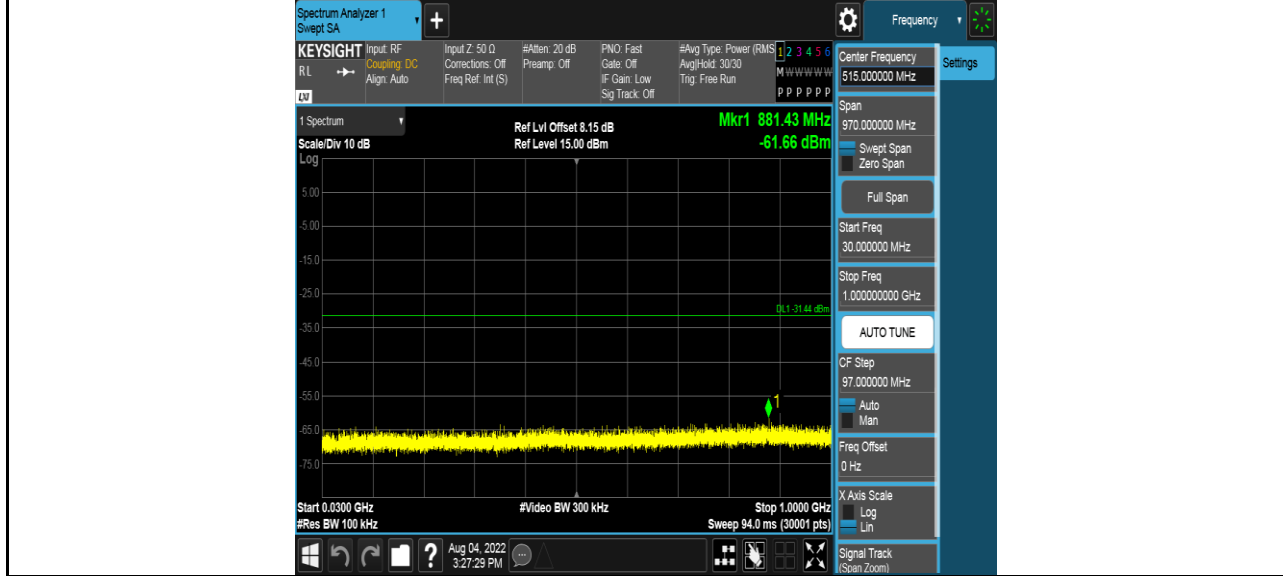 Spectrum Analyzer 1
Swept SA
+
Frequency
KEYSIGHT
RL
LXI
Input: RF
Coupling: DC
Align: Auto
Input Z: 50 Ω
Corrections: Off
Freq Ref: Int (S)
#Atten: 20 dB
Preamp: Off
PNO: Fast
Gate: Off
IF Gain: Low
Sig Track: Off
#Avg Type: Power (RMS
Avg|Hold: 30/30
Trig: Free Run
1 2 3 4 5 6
M W W W W W
P P P P P P
1 Spectrum
Scale/Div 10 dB
Ref Lvl Offset 8.15 dB
Ref Level 15.00 dBm
Mkr1 881.43 MHz
-61.66 dBm
Log
5.00
-5.00
-15.0
-25.0
DL1 -31.44 dBm
-35.0
-45.0
-55.0
1
-65.0
-75.0
Start 0.0300 GHz
#Video BW 300 kHz
Stop 1.0000 GHz
#Res BW 100 kHz
Sweep 94.0 ms (30001 pts)
?
Aug 04, 2022
3:27:29 PM
Center Frequency
515.000000 MHz
Settings
Span
970.000000 MHz
Swept Span
Zero Span
Full Span
Start Freq
30.000000 MHz
Stop Freq
1.000000000 GHz
AUTO TUNE
CF Step
97.000000 MHz
Auto
Man
Freq Offset
0 Hz
X Axis Scale
Log
Lin
Signal Track
(Span Zoom)